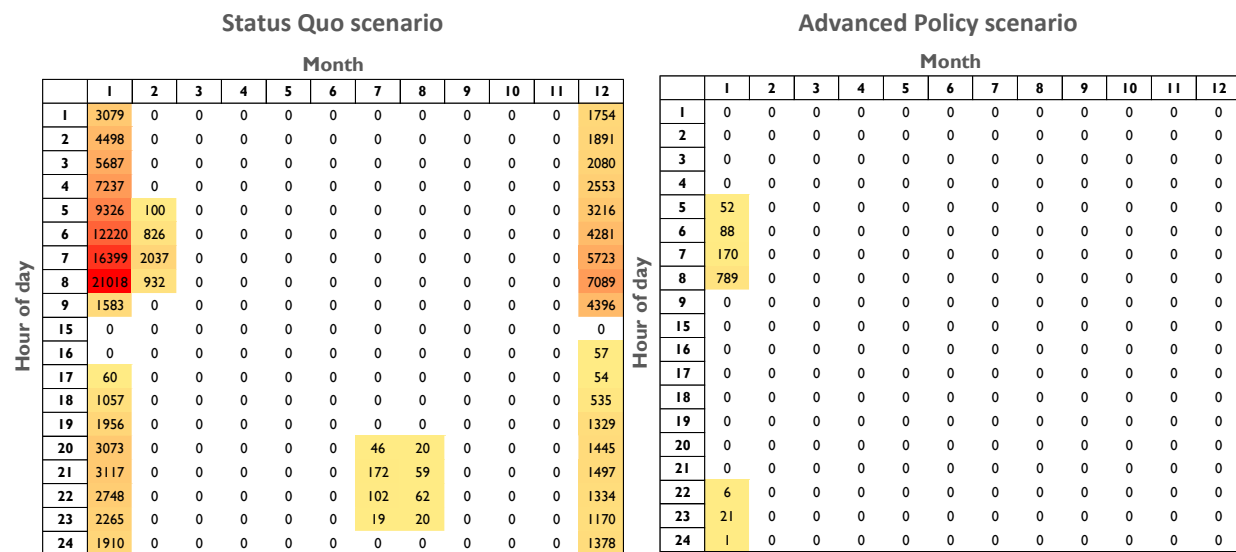 Status Quo scenario
Month
1 2 3 4 5 6 7 8 9 10 11 12
1 3079 0 0 0 0 0 0 0 0 0 0 1754
2 4498 0 0 0 0 0 0 0 0 0 0 1891
3 5687 0 0 0 0 0 0 0 0 0 0 2080
4 7237 0 0 0 0 0 0 0 0 0 0 2553
5 9326 100 0 0 0 0 0 0 0 0 0 3216
6 12220 826 0 0 0 0 0 0 0 0 0 4281
7 16399 2037 0 0 0 0 0 0 0 0 0 5723
8 21018 932 0 0 0 0 0 0 0 0 0 7089
9 1583 0 0 0 0 0 0 0 0 0 0 4396
15 0 0 0 0 0 0 0 0 0 0 0 0
16 0 0 0 0 0 0 0 0 0 0 0 57
17 60 0 0 0 0 0 0 0 0 0 0 54
18 1057 0 0 0 0 0 0 0 0 0 0 535
19 1956 0 0 0 0 0 0 0 0 0 0 1329
20 3073 0 0 0 0 0 46 20 0 0 0 1445
21 3117 0 0 0 0 0 172 59 0 0 0 1497
22 2748 0 0 0 0 0 102 62 0 0 0 1334
23 2265 0 0 0 0 0 19 20 0 0 0 1170
24 1910 0 0 0 0 0 0 0 0 0 0 1378
Hour of day
Advanced Policy scenario
Month
1 2 3 4 5 6 7 8 9 10 11 12
1 0 0 0 0 0 0 0 0 0 0 0 0
2 0 0 0 0 0 0 0 0 0 0 0 0
3 0 0 0 0 0 0 0 0 0 0 0 0
4 0 0 0 0 0 0 0 0 0 0 0 0
5 52 0 0 0 0 0 0 0 0 0 0 0
6 88 0 0 0 0 0 0 0 0 0 0 0
7 170 0 0 0 0 0 0 0 0 0 0 0
8 789 0 0 0 0 0 0 0 0 0 0 0
9 0 0 0 0 0 0 0 0 0 0 0 0
15 0 0 0 0 0 0 0 0 0 0 0 0
16 0 0 0 0 0 0 0 0 0 0 0 0
17 0 0 0 0 0 0 0 0 0 0 0 0
18 0 0 0 0 0 0 0 0 0 0 0 0
19 0 0 0 0 0 0 0 0 0 0 0 0
20 0 0 0 0 0 0 0 0 0 0 0 0
21 0 0 0 0 0 0 0 0 0 0 0 0
22 6 0 0 0 0 0 0 0 0 0 0 0
23 21 0 0 0 0 0 0 0 0 0 0 0
24 1 0 0 0 0 0 0 0 0 0 0 0
Hour of day